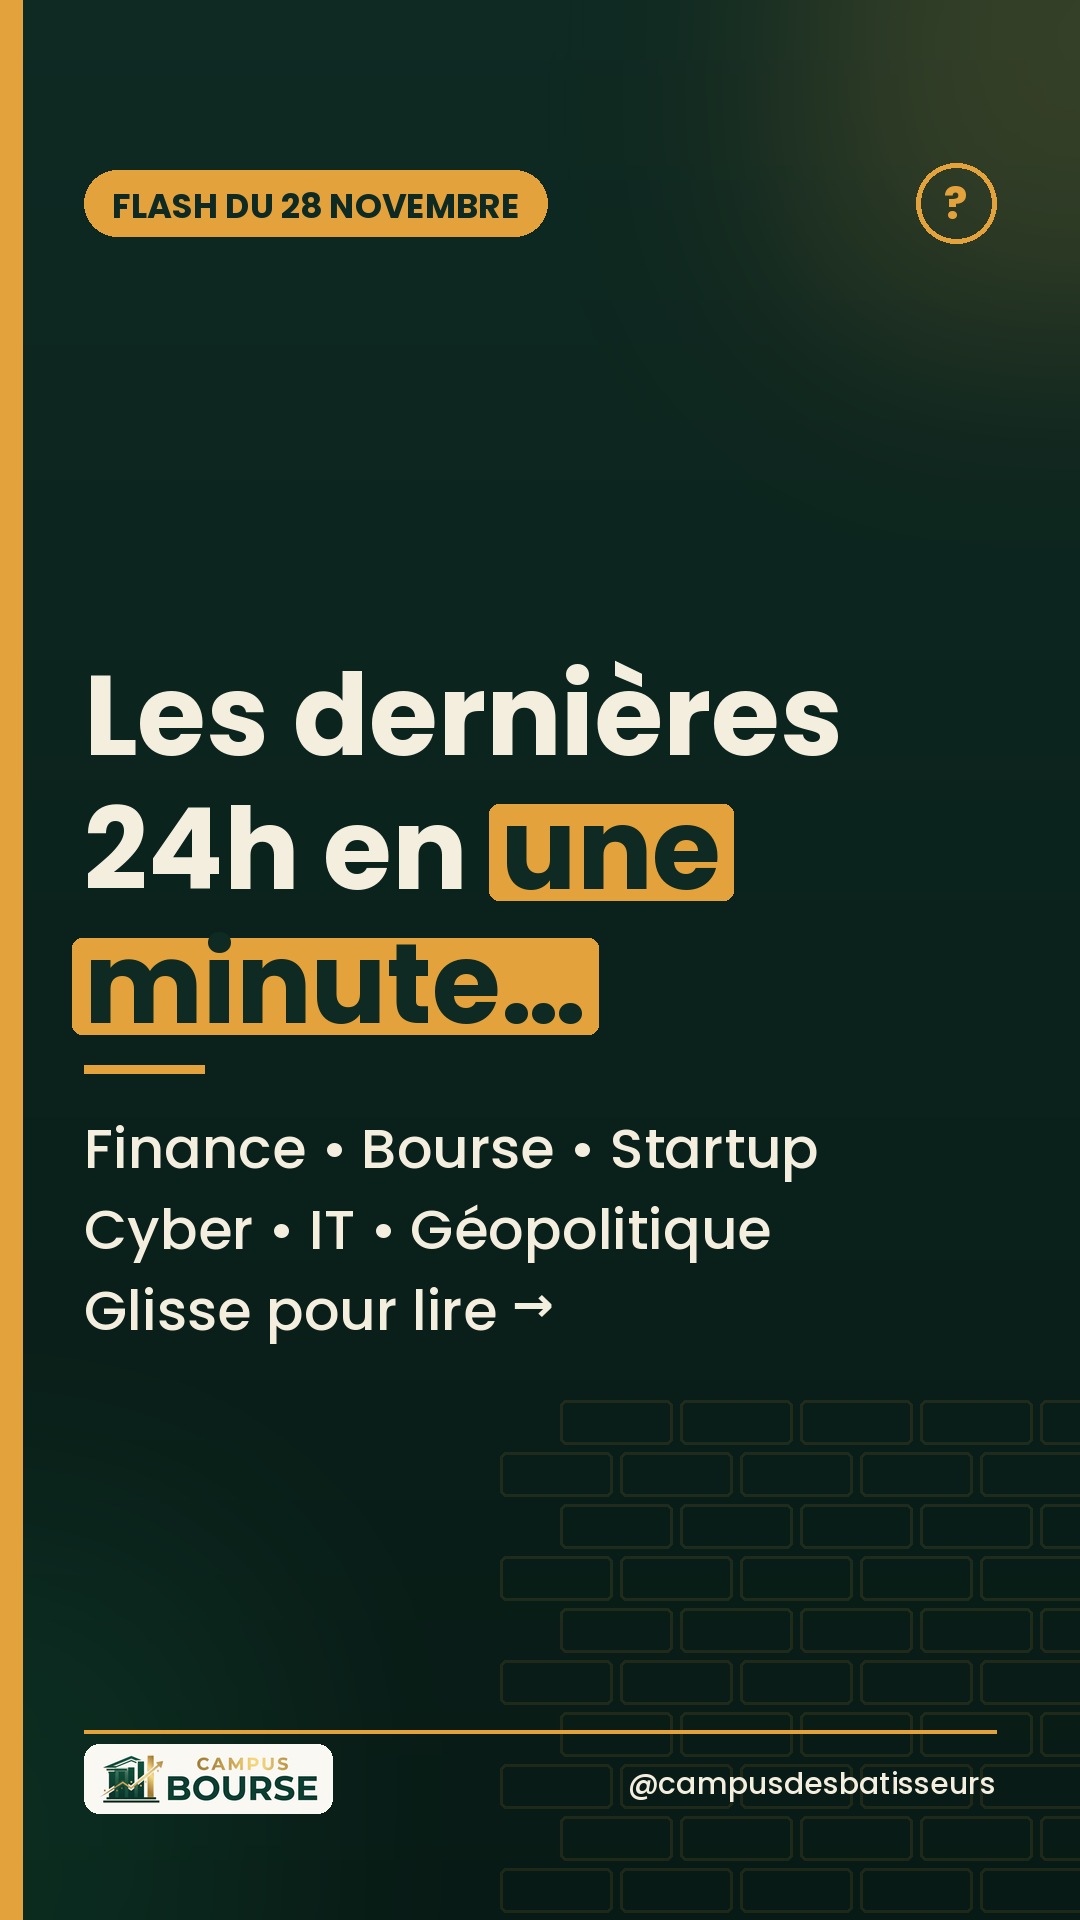 FLASH DU 28 NOVEMBRE
?
Les dernières
24h en une
minute...
Finance • Bourse • Startup
Cyber • IT • Géopolitique
Glisse pour lire →
CAMPUS
BOURSE
@campusdesbatisseurs